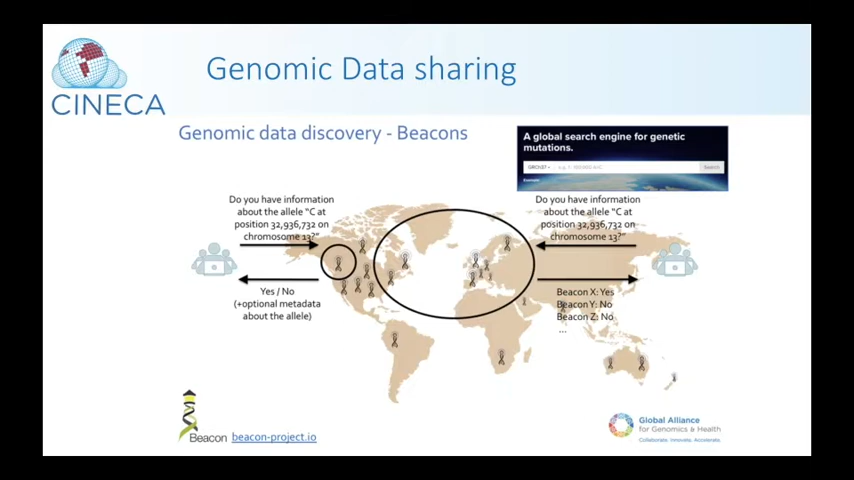 CINECA
Genomic Data sharing
Genomic data discovery - Beacons
A global search engine for genetic
mutations.
GRCH37
Search
Do you have information
about the allele "C at
position 32,936,732 on
chromosome 13?"
Yes / No
(+optional metadata
about the allele)
Do you have information
about the allele "C at
position 32,936,732 on
chromosome 13?"
Beacon X: Yes
Beacon Y: No
Beacon Z: No
...
Beacon
beacon-project.io
Global Alliance
for Genomics & Health
Collaborate. Innovate. Accelerate.